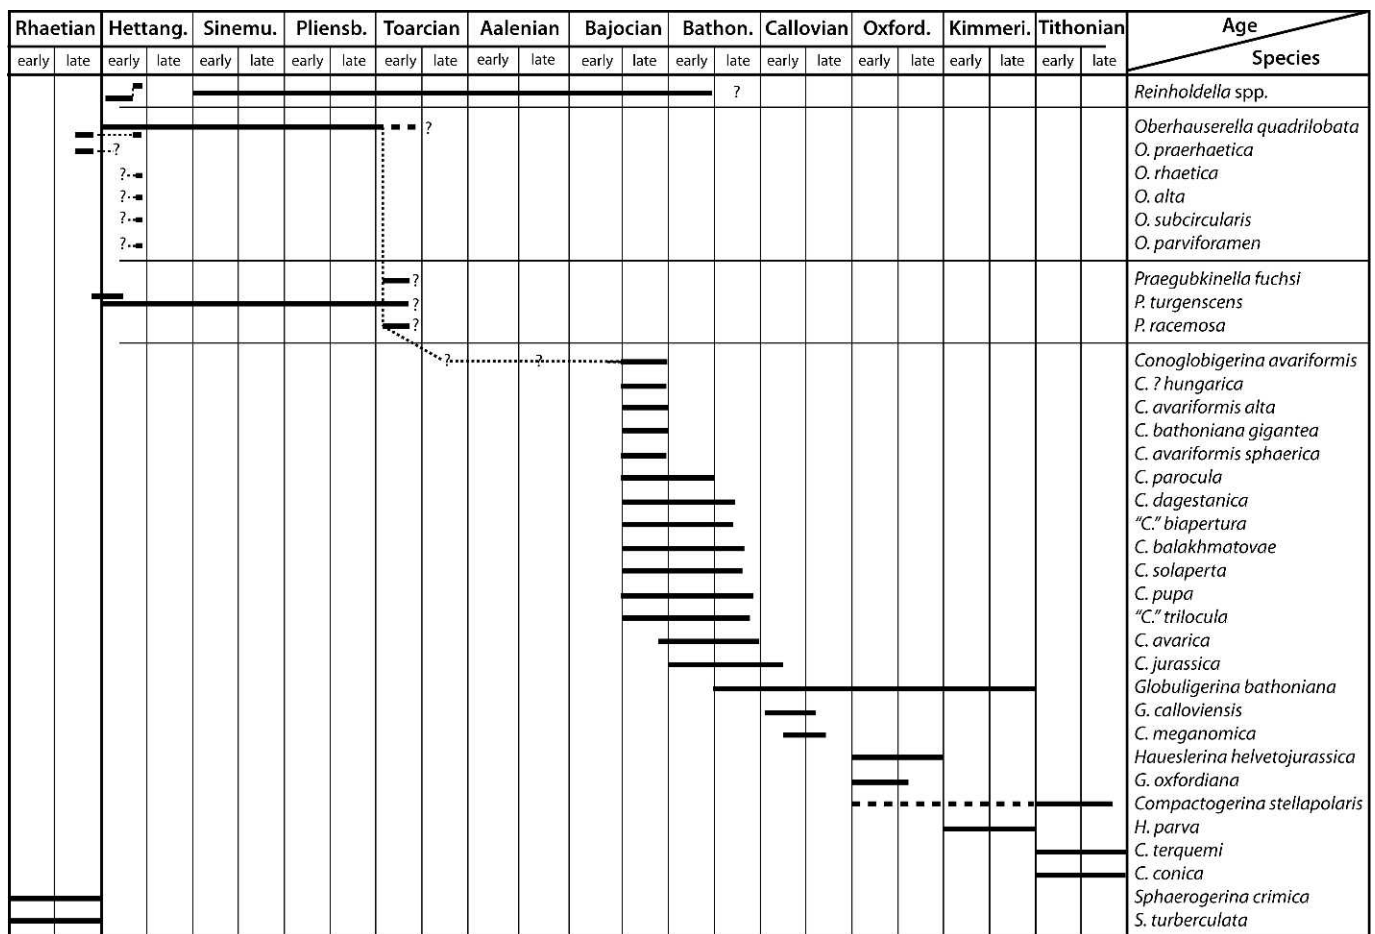 Rhaetian Hettang. Sinemu. Pliensb. Toarcian Aalenian Bajocian Bathon. Callovian Oxford. Kimmeri. Tithonian Age
early late early late early late early late early late early late early late early late early late early late early late early late Species
? Reinholdella spp.
? Oberhauserella quadrilobata
? O. praerhaetica
? O. rhaetica
? O. alta
? O. subcircularis
? O. parviforamen
? Praegubkinella fuchsi
? P. turgenscens
? P. racemosa
? ? Conoglobigerina avariformis
C. ? hungarica
C. avariformis alta
C. bathoniana gigantea
C. avariformis sphaerica
C. parocula
C. dagestanica
“C.” biapertura
C. balakhmatovae
C. solaperta
C. pupa
“C.” trilocula
C. avarica
C. jurassica
Globuligerina bathoniana
G. calloviensis
C. meganomica
Haueslerina helvetojurassica
G. oxfordiana
Compactogerina stellapolaris
H. parva
C. terquemi
C. conica
Sphaerogerina crimica
S. turberculata